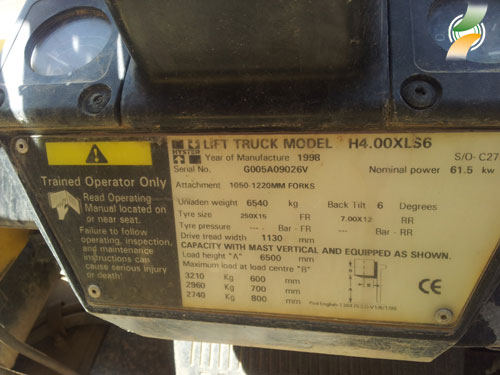 HYSTER
LIFT TRUCK MODEL H4.00XLS6
Year of Manufacture 1998 S/O- C27
Serial No. G005A09026V Nominal power 61.5 kw
Attachment 1050-1220MM FORKS
Unladen weight 6540 kg Back Tilt 6 Degrees
Tyre size 250X15 FR 7.00X12 RR
Tyre pressure --- Bar - FR --- Bar - RR
Drive tread width 1130 mm
CAPACITY WITH MAST VERTICAL AND EQUIPPED AS SHOWN.
Load height "A" 6500 mm
Maximum load at load centre "B"
3210 Kg 600 mm
2960 Kg 700 mm
2740 Kg 800 mm
CE
Trained Operator Only
Read Operating
Manual located on
or near seat.
Failure to follow
operating, inspection,
and maintenance
instructions can
cause serious injury
or death!